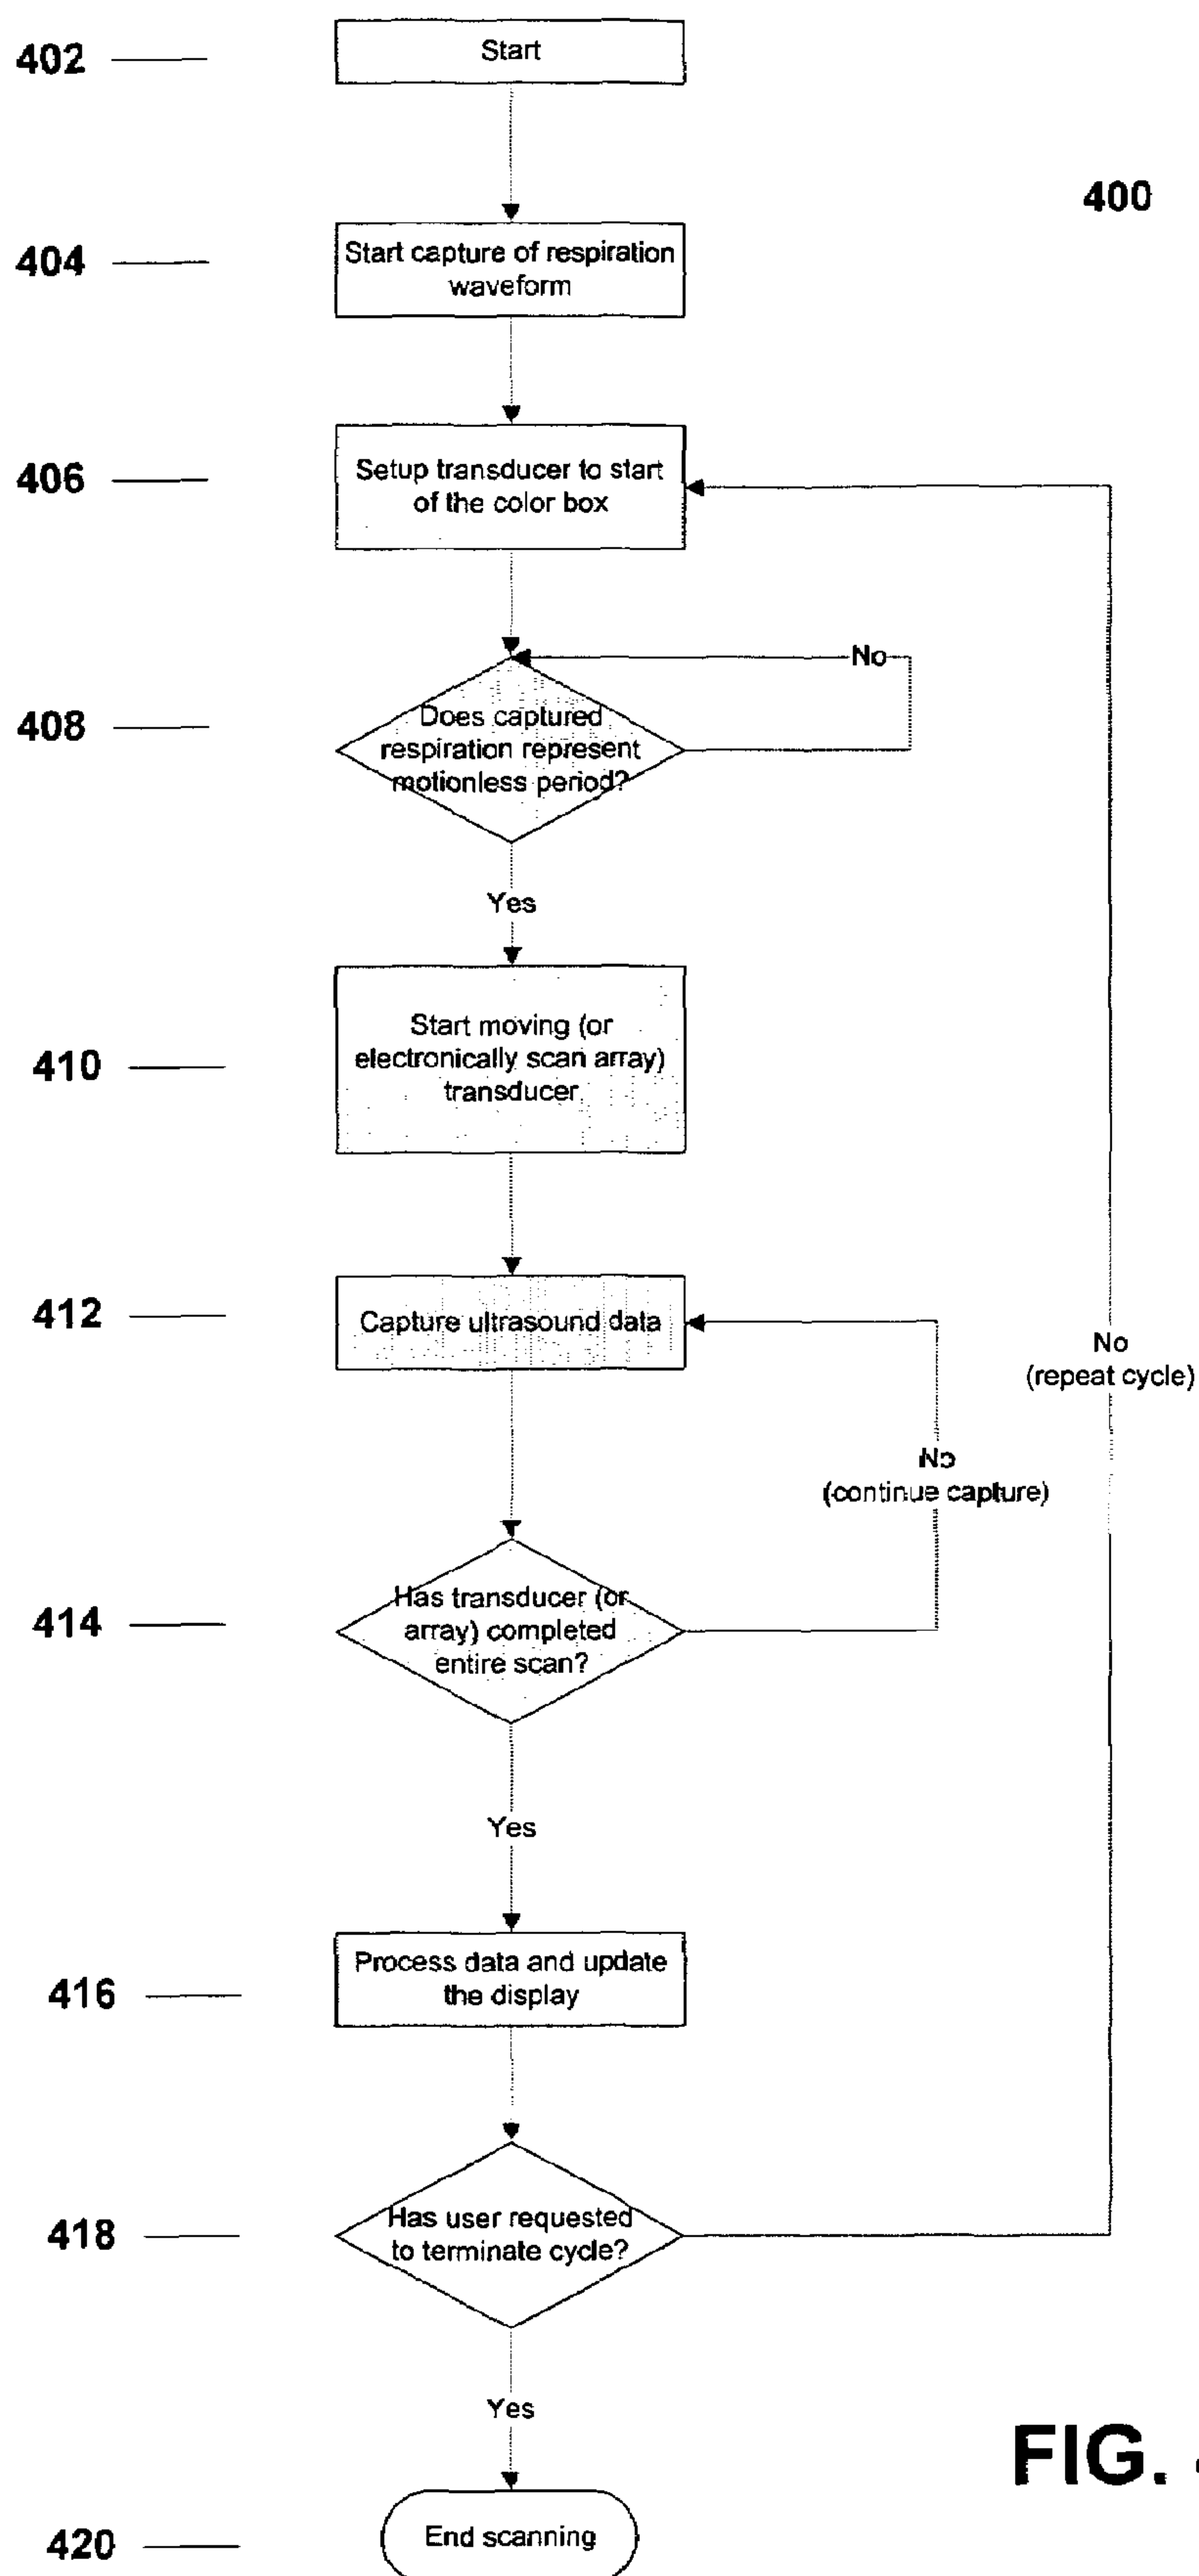 402
Start
400
404
Start capture of respiration
waveform
406
Setup transducer to start
of the color box
No
408
Does captured
respiration represent
motionless period?
Yes
410
Start moving (or
electronically scan array)
transducer
412
Capture ultrasound data
No
(repeat cycle)
No
(continue capture)
414
Has transducer (or
array) completed
entire scan?
Yes
416
Process data and update
the display
418
Has user requested
to terminate cycle?
Yes
FIG.
420
End scanning